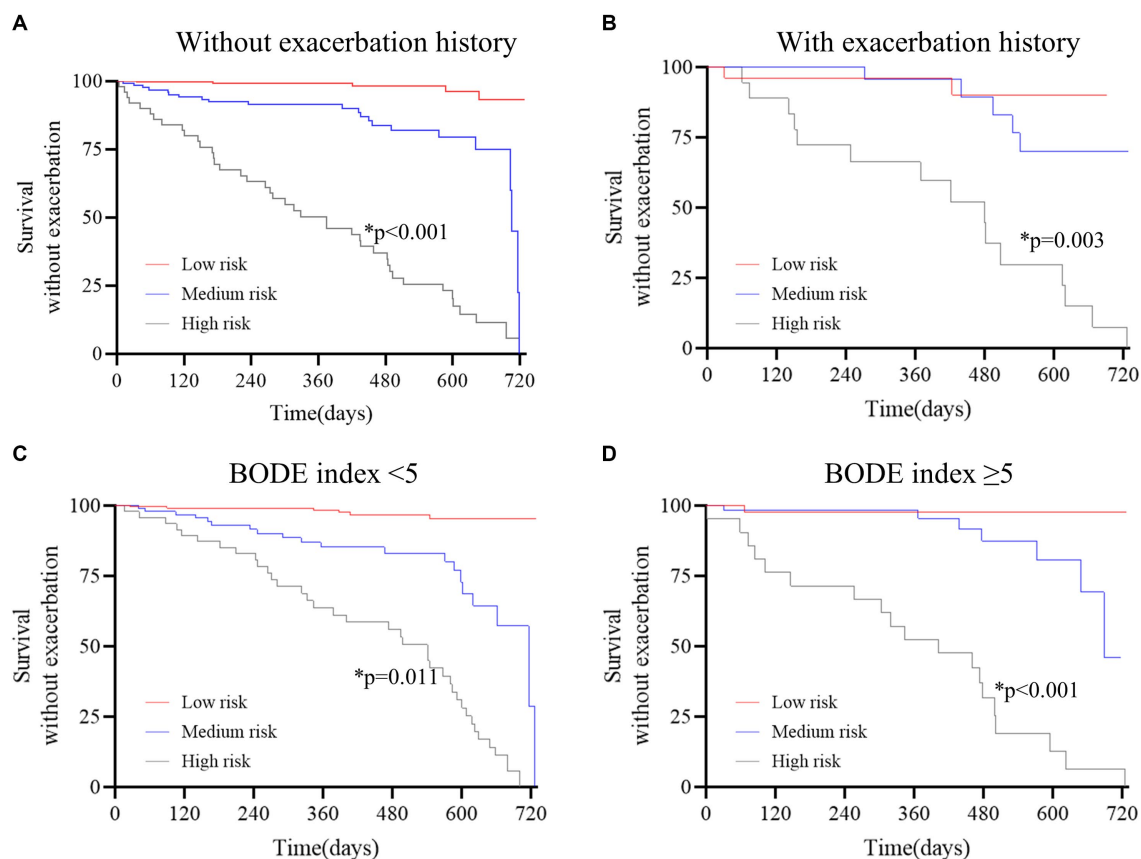 A
Without exacerbation history
Survival
without exacerbation
100
75
50
25
0
*p<0.001
Low risk
Medium risk
High risk
0 120 240 360 480 600 720
Time(days)
B
With exacerbation history
Survival
without exacerbation
100
75
50
25
0
*p=0.003
Low risk
Medium risk
High risk
0 120 240 360 480 600 720
Time(days)
C
BODE index <5
Survival
without exacerbation
100
75
50
25
0
*p=0.011
Low risk
Medium risk
High risk
0 120 240 360 480 600 720
Time(days)
D
BODE index ≥5
Survival
without exacerbation
100
75
50
25
0
*p<0.001
Low risk
Medium risk
High risk
0 120 240 360 480 600 720
Time(days)